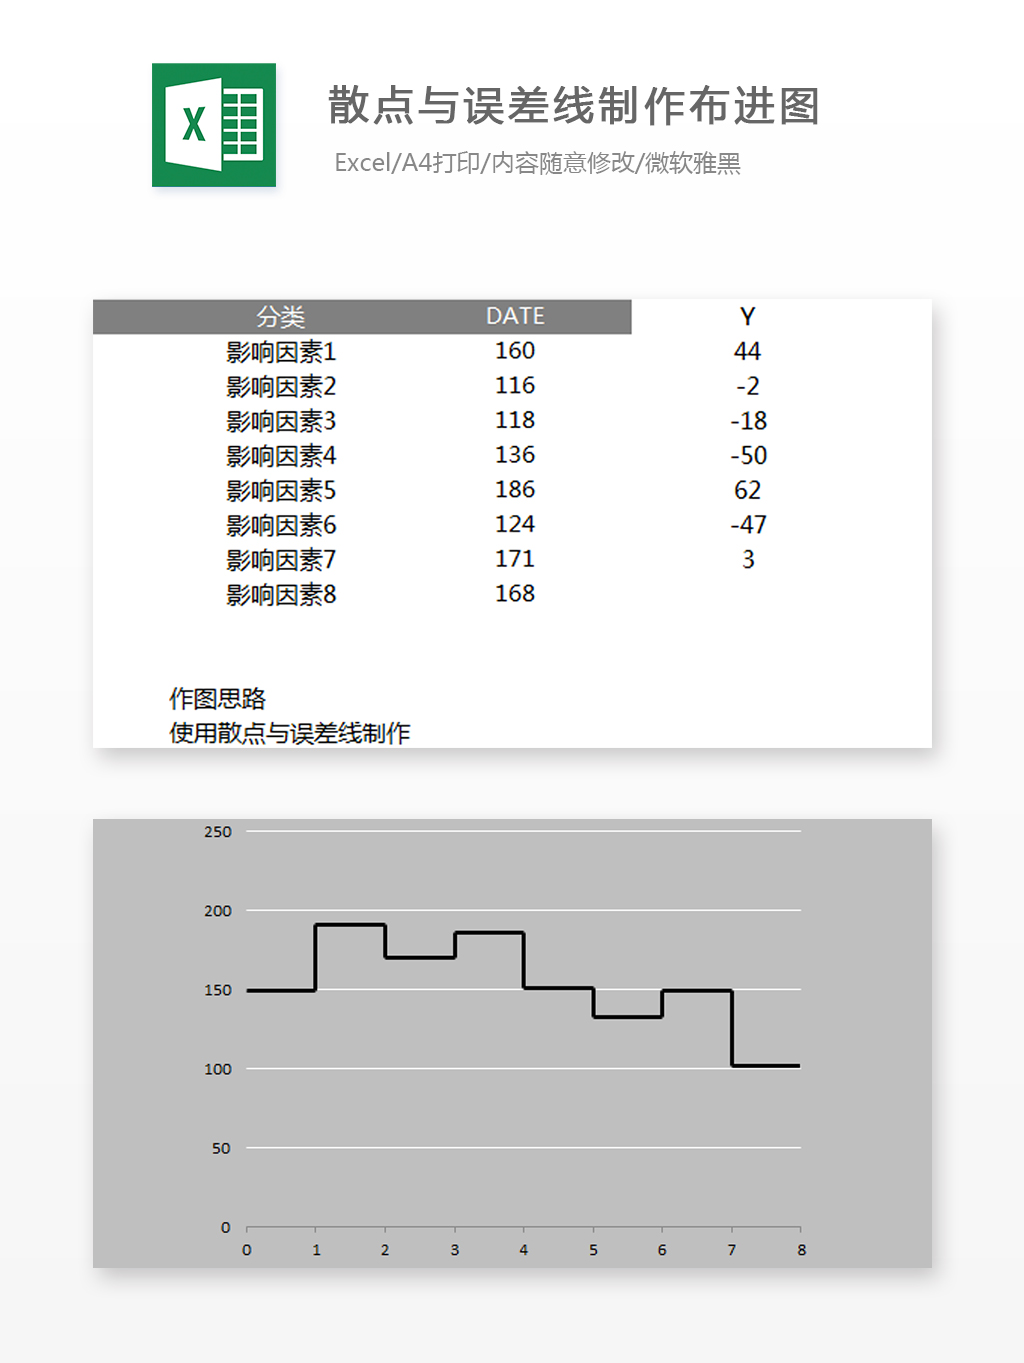 X
散点与误差线制作布进图
Excel/A4打印/内容随意修改/微软雅黑
分类 DATE Y
影响因素1 160 44
影响因素2 116 -2
影响因素3 118 -18
影响因素4 136 -50
影响因素5 186 62
影响因素6 124 -47
影响因素7 171 3
影响因素8 168
作图思路
使用散点与误差线制作
250
200
150
100
50
0
0 1 2 3 4 5 6 7 8